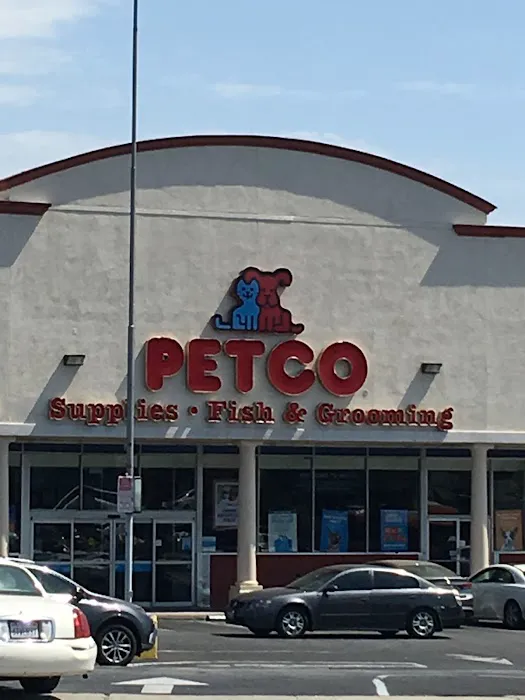 PETCO
Supplies • Fish & Grooming